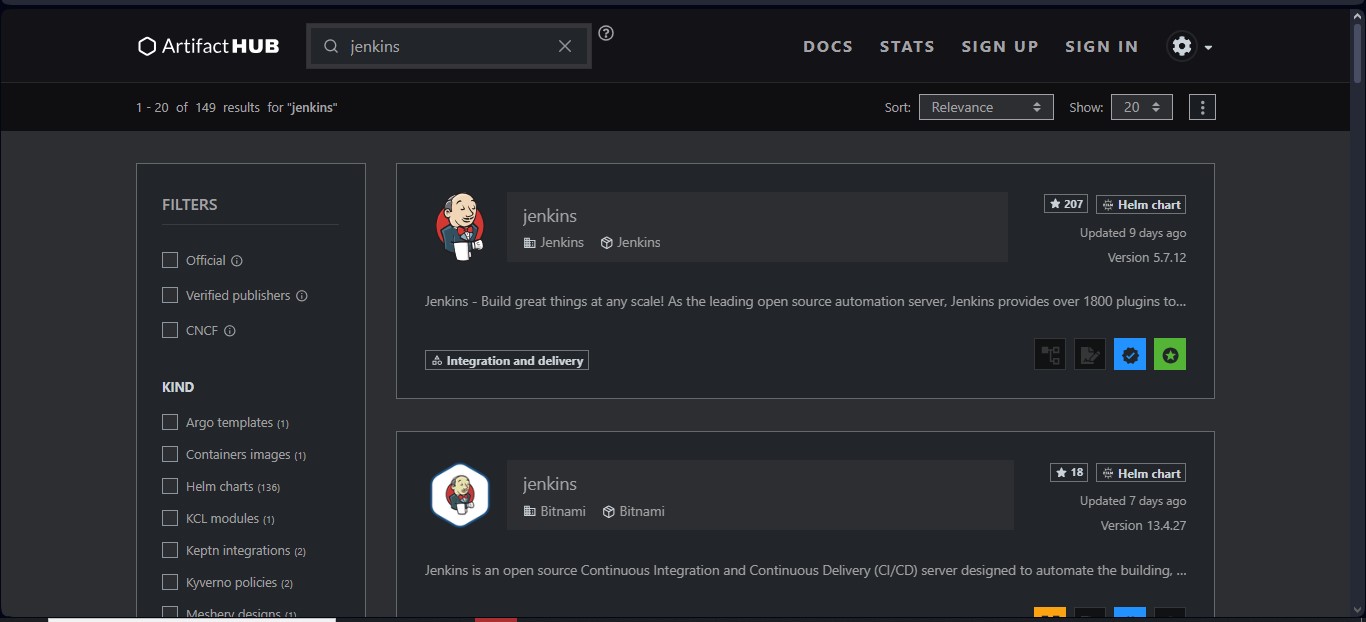 ArtifactHUB
jenkins
DOCS STATS SIGN UP SIGN IN
1 - 20 of 149 results for "jenkins"
Sort: Relevance Show: 20
FILTERS
Official
Verified publishers
CNCF
KIND
Argo templates (1)
Containers images (1)
Helm charts (136)
KCL modules (1)
Keptn integrations (2)
Kyverno policies (2)
Meshery designs (1)
jenkins
Jenkins Jenkins
207 Helm chart
Updated 9 days ago
Version 5.7.12
Jenkins - Build great things at any scale! As the leading open source automation server, Jenkins provides over 1800 plugins to...
Integration and delivery
jenkins
Bitnami Bitnami
18 Helm chart
Updated 7 days ago
Version 13.4.27
Jenkins is an open source Continuous Integration and Continuous Delivery (CI/CD) server designed to automate the building, ...